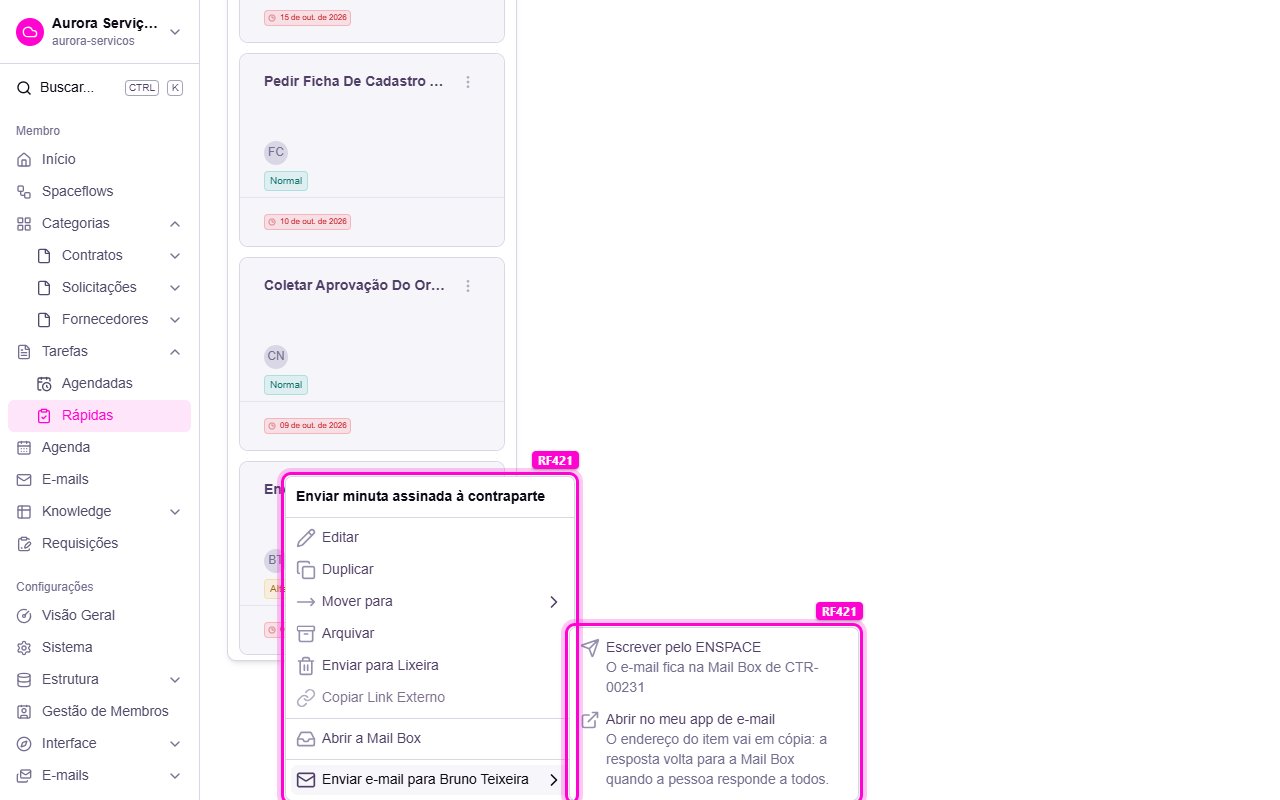 Aurora Serviç...
aurora-servicos
Buscar...
CTRL
K
Membro
Início
Spaceflows
Categorias
Contratos
Solicitações
Fornecedores
Tarefas
Agendadas
Rápidas
Agenda
E-mails
Knowledge
Requisições
Configurações
Visão Geral
Sistema
Estrutura
Gestão de Membros
Interface
E-mails
15 de out. de 2026
Pedir Ficha De Cadastro ...
FC
Normal
10 de out. de 2026
Coletar Aprovação Do Or...
CN
Normal
09 de out. de 2026
RF421
Enviar minuta assinada à contraparte
Editar
Duplicar
Mover para
Arquivar
Enviar para Lixeira
Copiar Link Externo
Abrir a Mail Box
Enviar e-mail para Bruno Teixeira
RF421
Escrever pelo ENSPACE
O e-mail fica na Mail Box de CTR-
00231
Abrir no meu app de e-mail
O endereço do item vai em cópia: a
resposta volta para a Mail Box
quando a pessoa responde a todos.